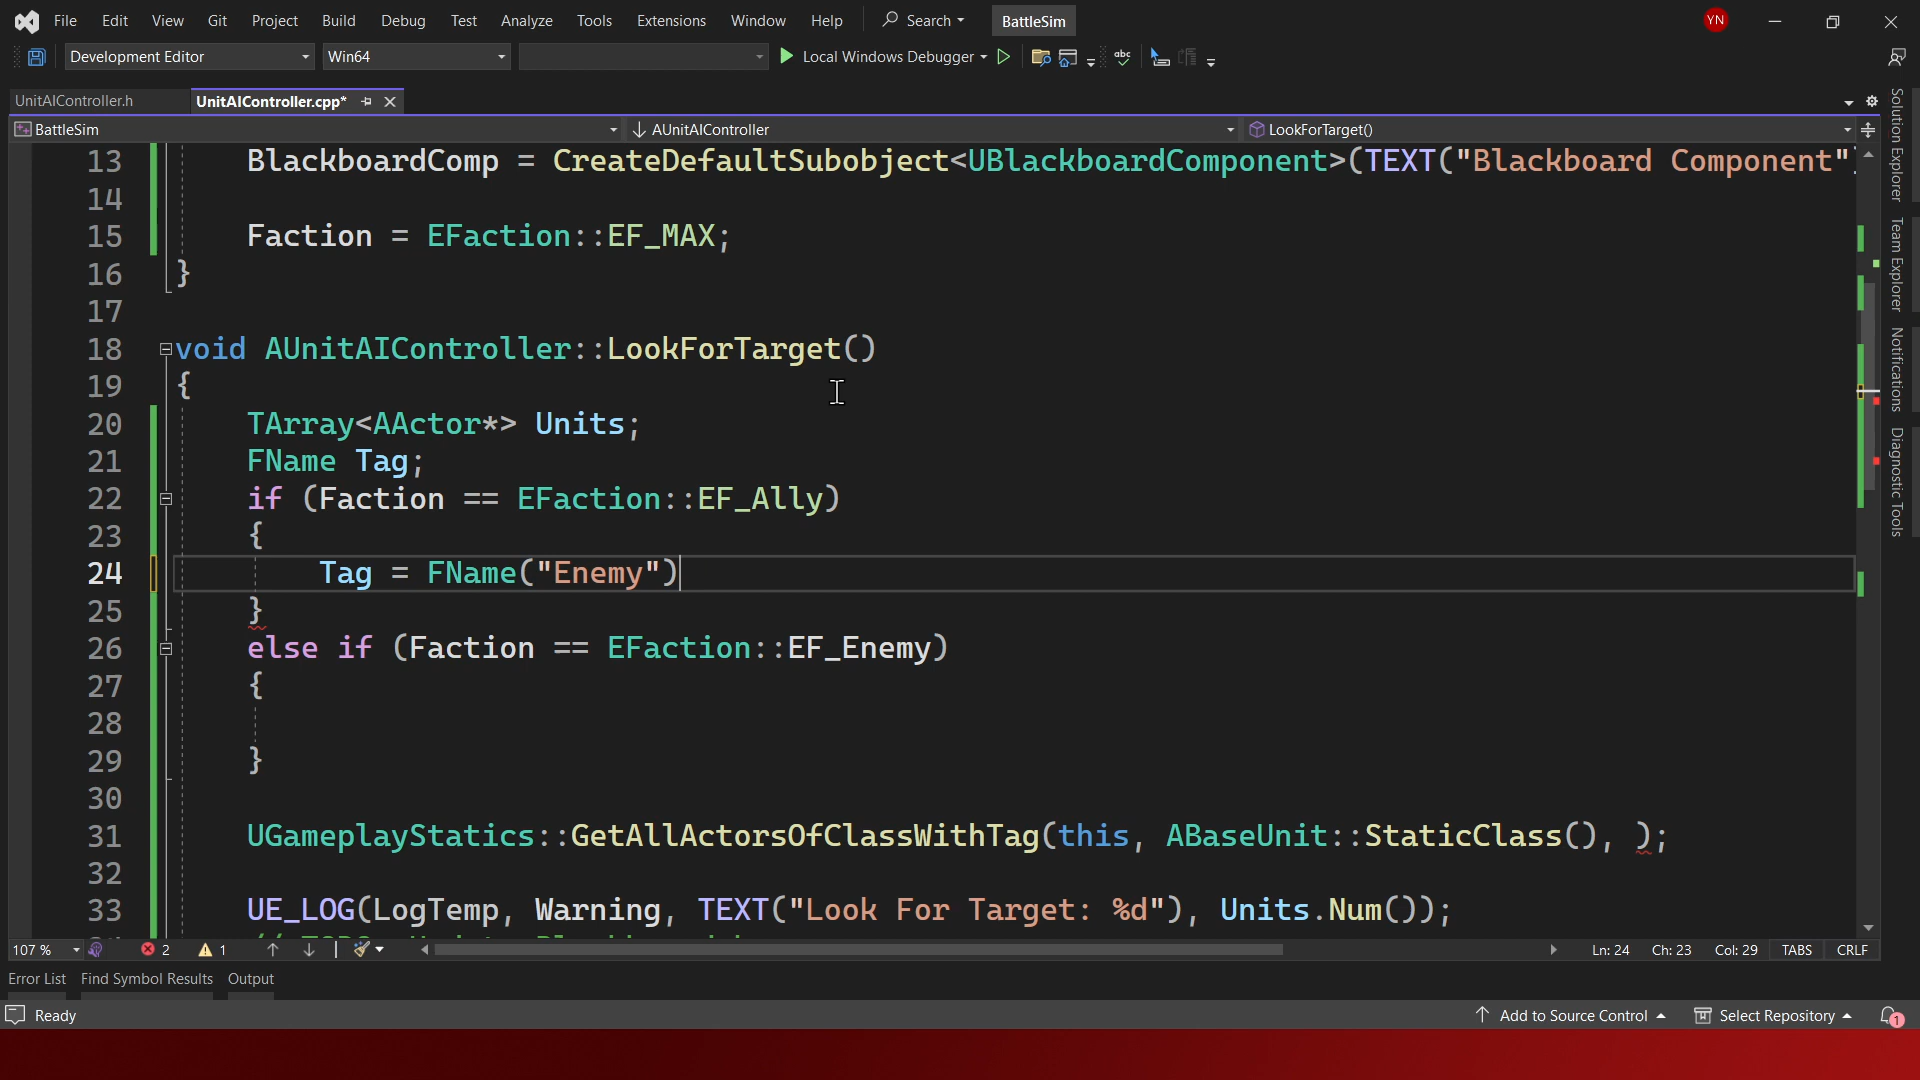 File Edit View Git Project Build Debug Test Analyze Tools Extensions Window Help Search BattleSim YN
Development Editor Win64 Local Windows Debugger
UnitAIController.h UnitAIController.cpp*
BattleSim AUnitAIController LookForTarget()
13 BlackboardComp = CreateDefaultSubobject<UBlackboardComponent>(TEXT("Blackboard Component")
14
15 Faction = EFaction::EF_MAX;
16 }
17
18 void AUnitAIController::LookForTarget()
19 {
20 TArray<AActor*> Units;
21 FName Tag;
22 if (Faction == EFaction::EF_Ally)
23 {
24 Tag = FName("Enemy")
25 }
26 else if (Faction == EFaction::EF_Enemy)
27 {
28
29 }
30
31 UGameplayStatics::GetAllActorsOfClassWithTag(this, ABaseUnit::StaticClass(), );
32
33 UE_LOG(LogTemp, Warning, TEXT("Look For Target: %d"), Units.Num());
107 % 2 1 Ln: 24 Ch: 23 Col: 29 TABS CRLF
Error List Find Symbol Results Output
Ready Add to Source Control Select Repository 1
Solution Explorer
Team Explorer
Notifications
Diagnostic Tools